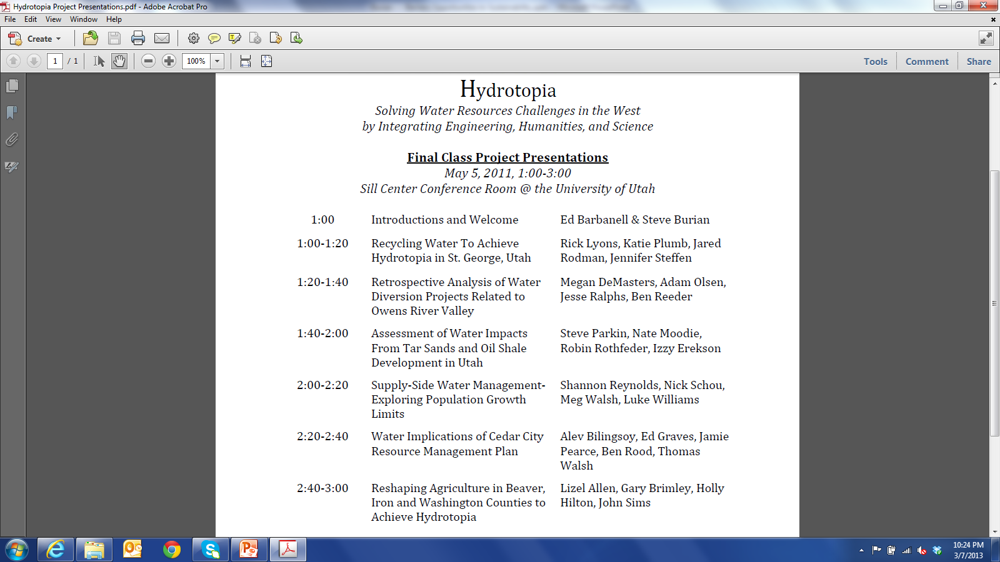 Hydrotopia Project Presentations.pdf - Adobe Acrobat Pro
File Edit View Window Help
Create
1 / 1 100% Tools Comment Share
Hydrotopia
Solving Water Resources Challenges in the West
by Integrating Engineering, Humanities, and Science
Final Class Project Presentations
May 5, 2011, 1:00-3:00
Sill Center Conference Room @ the University of Utah
1:00 Introductions and Welcome Ed Barbanell & Steve Burian
1:00-1:20 Recycling Water To Achieve Rick Lyons, Katie Plumb, Jared
Hydrotopia in St. George, Utah Rodman, Jennifer Steffen
1:20-1:40 Retrospective Analysis of Water Megan DeMasters, Adam Olsen,
Diversion Projects Related to Jesse Ralphs, Ben Reeder
Owens River Valley
1:40-2:00 Assessment of Water Impacts Steve Parkin, Nate Moodie,
From Tar Sands and Oil Shale Robin Rothfeder, Izzy Erekson
Development in Utah
2:00-2:20 Supply-Side Water Management- Shannon Reynolds, Nick Schou,
Exploring Population Growth Meg Walsh, Luke Williams
Limits
2:20-2:40 Water Implications of Cedar City Alev Bilingsoy, Ed Graves, Jamie
Resource Management Plan Pearce, Ben Rood, Thomas
Walsh
2:40-3:00 Reshaping Agriculture in Beaver, Lizel Allen, Gary Brimley, Holly
Iron and Washington Counties to Hilton, John Sims
Achieve Hydrotopia
10:24 PM
3/7/2013